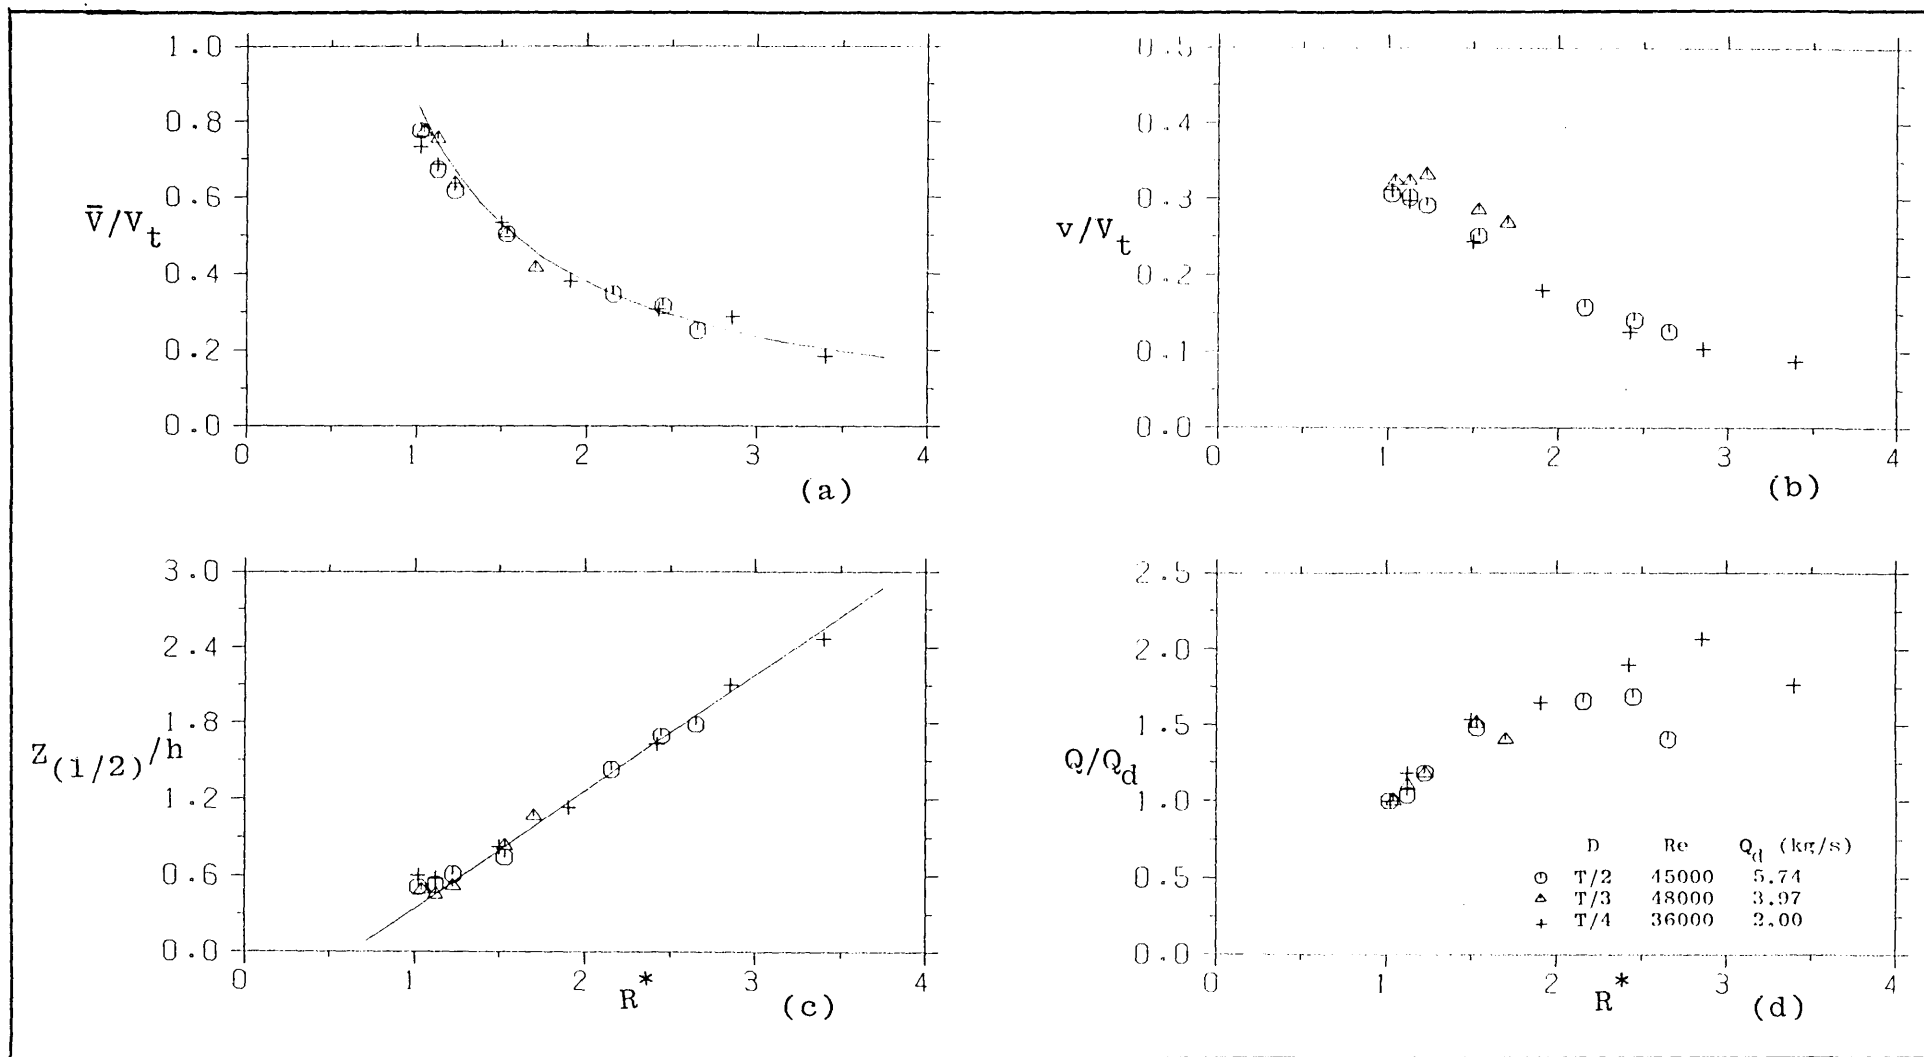 1.0
0.8
0.6
0.4
0.2
0.0
V̄/Vt
0 1 2 3 4
(a)
0.5
0.4
0.3
0.2
0.1
0.0
v/Vt
0 1 2 3 4
(b)
3.0
2.4
1.8
1.2
0.6
0.0
Z(1/2)/h
0 1 2 3 4
R*
(c)
2.5
2.0
1.5
1.0
0.5
0.0
Q/Qd
D Re Qd (kg/s)
T/2 45000 5.74
T/3 48000 3.97
T/4 36000 2.00
0 1 2 3 4
R*
(d)